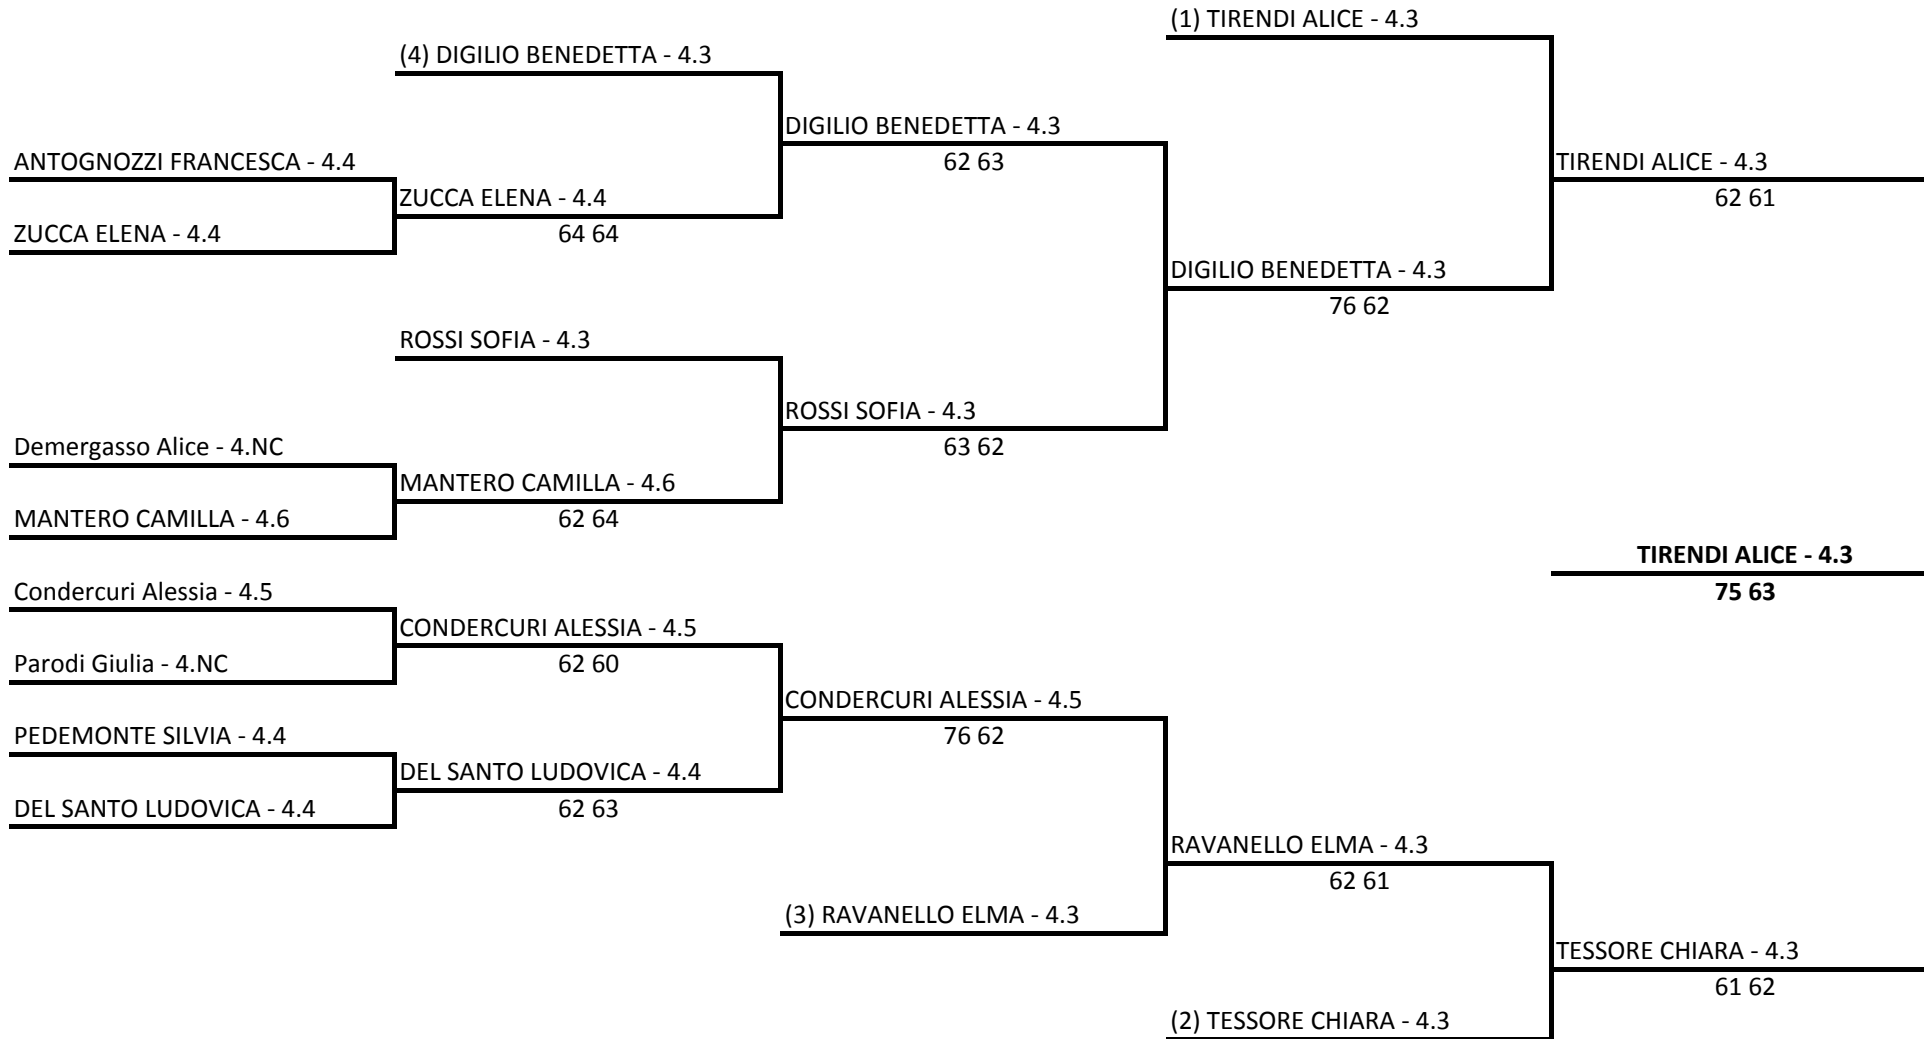 (1) TIRENDI ALICE - 4.3
(4) DIGILIO BENEDETTA - 4.3
DIGILIO BENEDETTA - 4.3
62 63
ANTOGNOZZI FRANCESCA - 4.4
TIRENDI ALICE - 4.3
62 61
ZUCCA ELENA - 4.4
64 64
ZUCCA ELENA - 4.4
DIGILIO BENEDETTA - 4.3
76 62
ROSSI SOFIA - 4.3
ROSSI SOFIA - 4.3
63 62
Demergasso Alice - 4.NC
MANTERO CAMILLA - 4.6
62 64
MANTERO CAMILLA - 4.6
TIRENDI ALICE - 4.3
75 63
Condercuri Alessia - 4.5
CONDERCURI ALESSIA - 4.5
62 60
Parodi Giulia - 4.NC
CONDERCURI ALESSIA - 4.5
76 62
PEDEMONTE SILVIA - 4.4
DEL SANTO LUDOVICA - 4.4
62 63
DEL SANTO LUDOVICA - 4.4
RAVANELLO ELMA - 4.3
62 61
(3) RAVANELLO ELMA - 4.3
TESSORE CHIARA - 4.3
61 62
(2) TESSORE CHIARA - 4.3